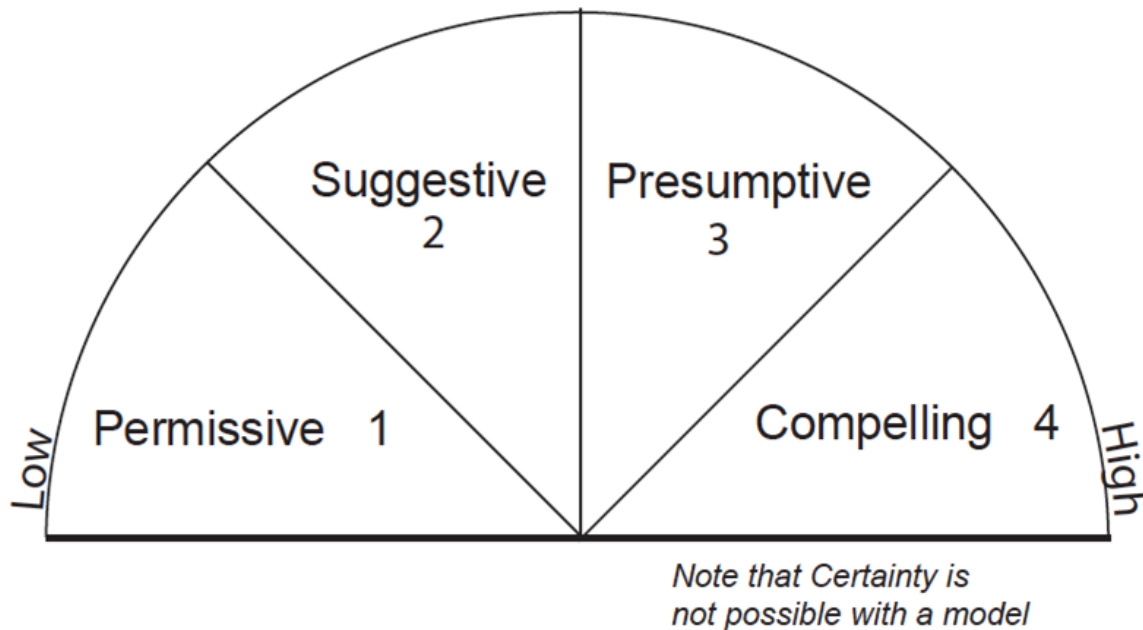 Suggestive
2
Presumptive
3
Permissive 1
Compelling 4
Low
High
Note that Certainty is
not possible with a model